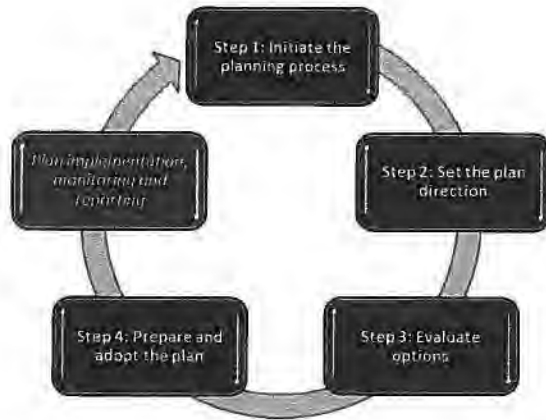 Step 1: Initiate the
planning process
Step 2: Set the plan
direction
Step 3: Evaluate
options
Step 4: Prepare and
adopt the plan
Plan implementation,
monitoring and
reporting